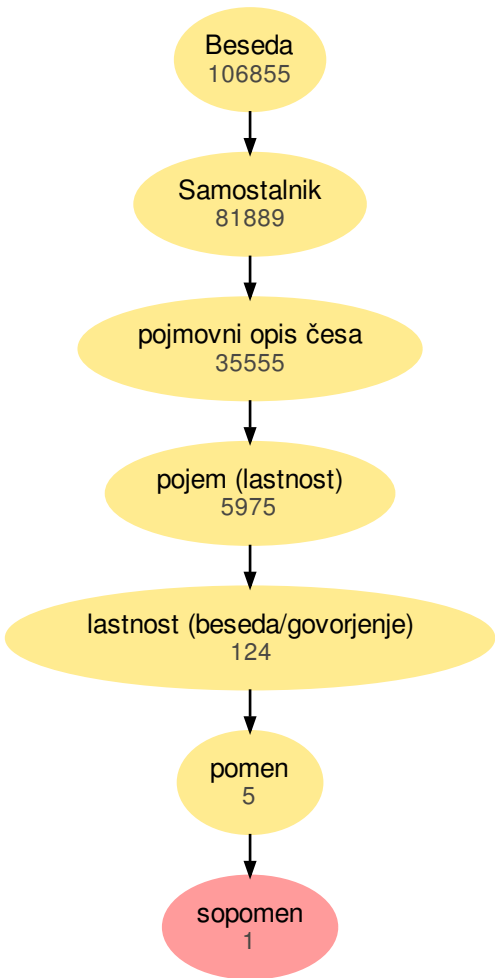 Beseda
106855
Samostalnik
81889
pojmovni opis česa
35555
pojem (lastnost)
5975
lastnost (beseda/govorjenje)
124
pomen
5
sopomen
1